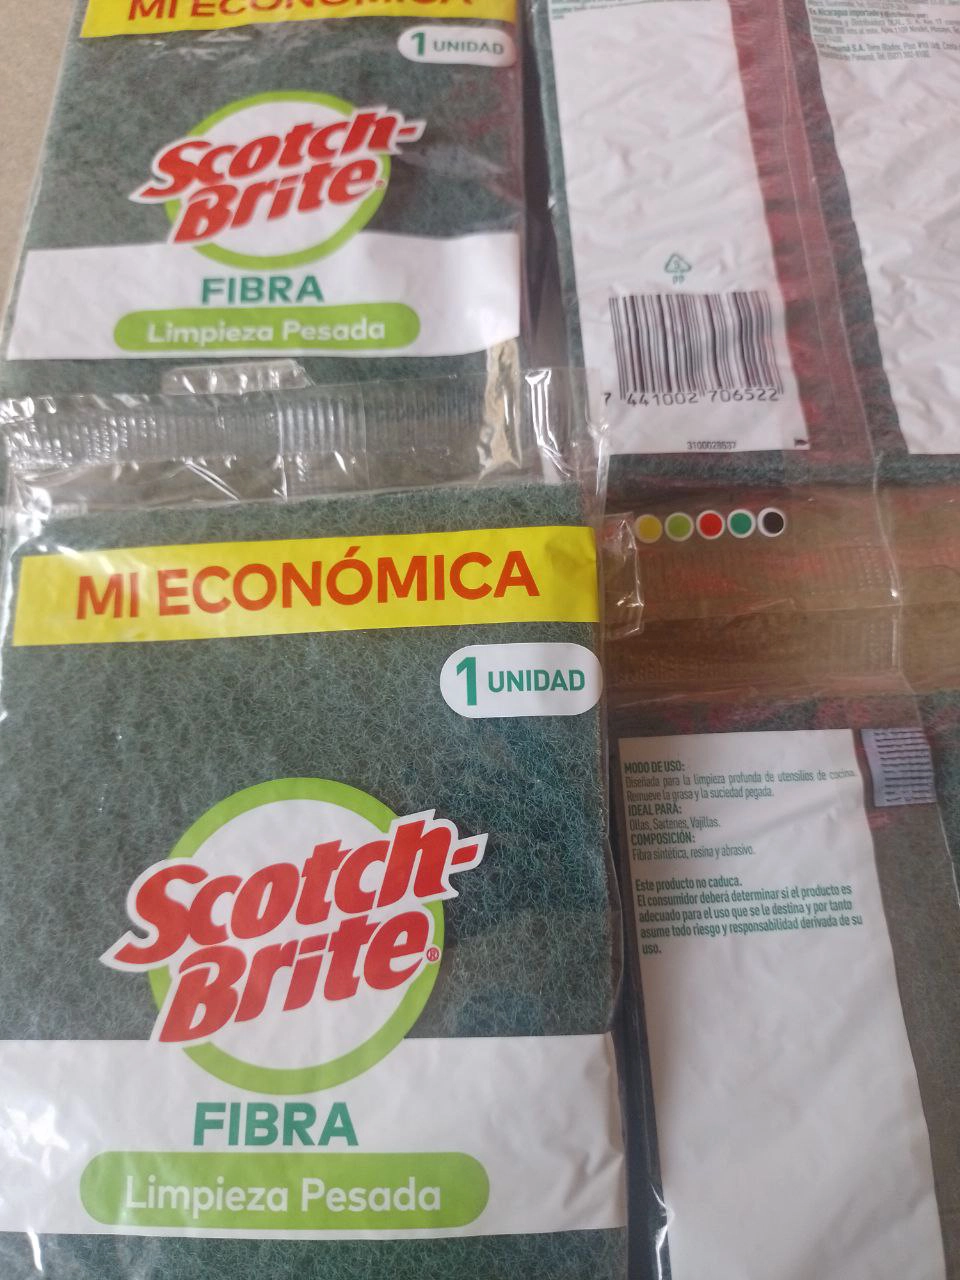 MI ECONÓMICA
1 UNIDAD
Scotch-
Brite
FIBRA
Limpieza Pesada
PP
7 441002 706522
3100028637
MI ECONÓMICA
1 UNIDAD
Scotch-
Brite®
FIBRA
Limpieza Pesada
MODO DE USO:
Diseñado para la limpieza profunda de utensilios de cocina.
Remueve la grasa y la suciedad pegada.
IDEAL PARA:
Ollas, Sartenes, Vajillas.
COMPOSICIÓN:
Fibra sintética, resina y abrasivo.
Este producto no caduca.
El consumidor deberá determinar si el producto es
adecuado para el uso que se le destina y por tanto
asume todo riesgo y responsabilidad derivada de su
uso.